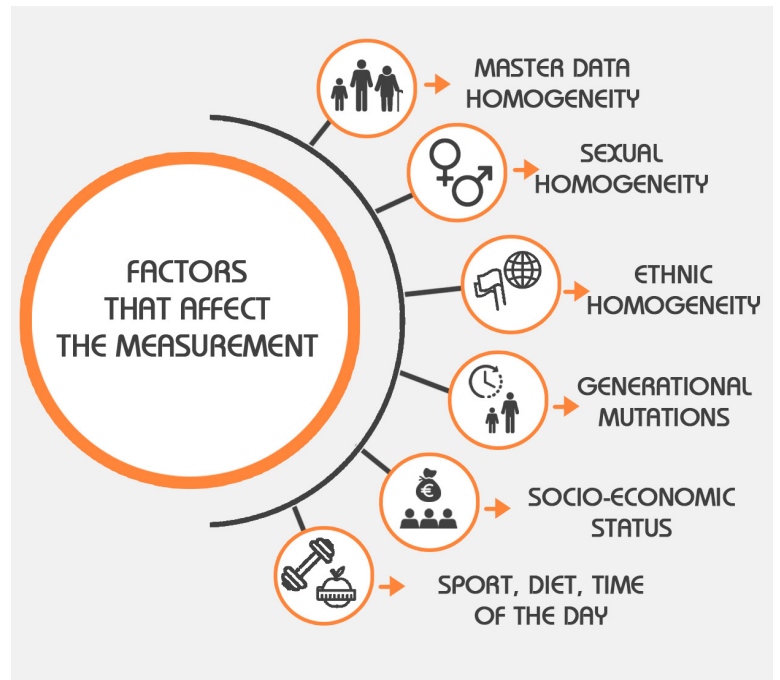 FACTORS
THAT AFFECT
THE MEASUREMENT
MASTER DATA
HOMOGENEITY
SEXUAL
HOMOGENEITY
ETHNIC
HOMOGENEITY
GENERATIONAL
MUTATIONS
SOCIO-ECONOMIC
STATUS
SPORT, DIET, TIME
OF THE DAY
€